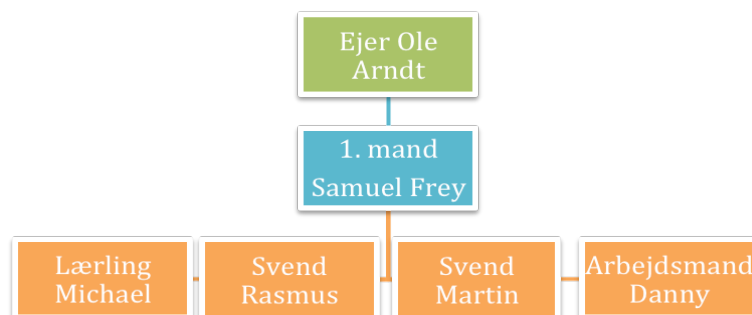 Ejer Ole
Arndt
1. mand
Samuel Frey
Lærling
Michael
Svend
Rasmus
Svend
Martin
Arbejdsmand
Danny